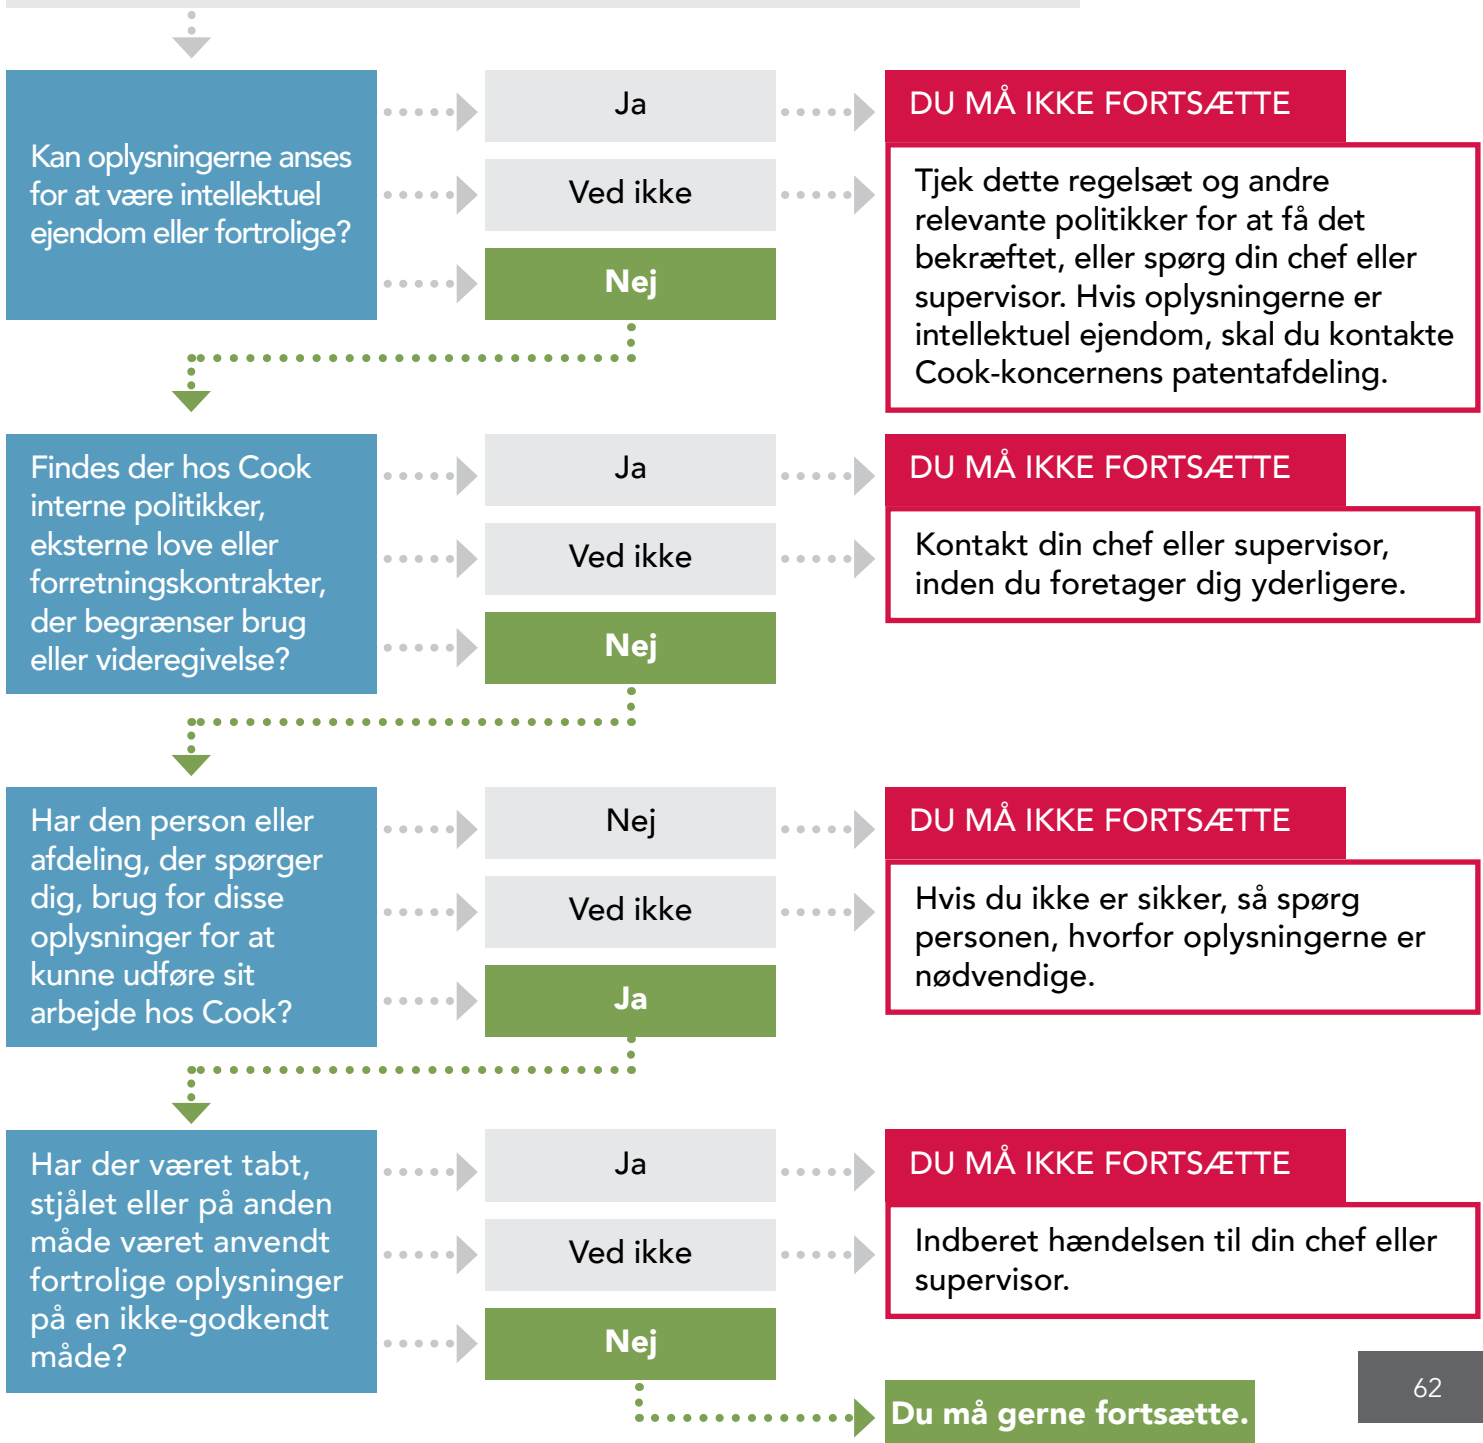 Kan oplysningerne anses
for at være intellektuel
ejendom eller fortrolige?
Ja
Ved ikke
Nej
DU MÅ IKKE FORTSÆTTE
Tjek dette regelsæt og andre
relevante politikker for at få det
bekræftet, eller spørg din chef eller
supervisor. Hvis oplysningerne er
intellektuel ejendom, skal du kontakte
Cook-koncernens patentafdeling.
Findes der hos Cook
interne politikker,
eksterne love eller
forretningskontrakter,
der begrænser brug
eller videregivelse?
Ja
Ved ikke
Nej
DU MÅ IKKE FORTSÆTTE
Kontakt din chef eller supervisor,
inden du foretager dig yderligere.
Har den person eller
afdeling, der spørger
dig, brug for disse
oplysninger for at
kunne udføre sit
arbejde hos Cook?
Nej
Ved ikke
Ja
DU MÅ IKKE FORTSÆTTE
Hvis du ikke er sikker, så spørg
personen, hvorfor oplysningerne er
nødvendige.
Har der været tabt,
stjålet eller på anden
måde været anvendt
fortrolige oplysninger
på en ikke-godkendt
måde?
Ja
Ved ikke
Nej
DU MÅ IKKE FORTSÆTTE
Indberet hændelsen til din chef eller
supervisor.
Du må gerne fortsætte.
62